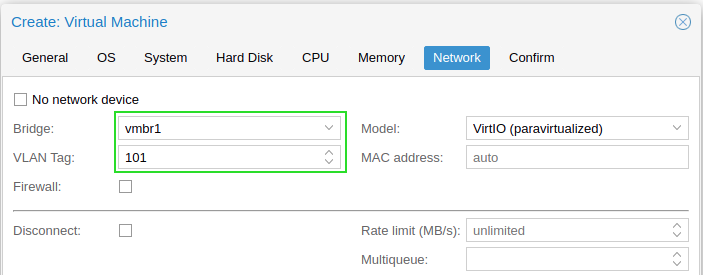 Create: Virtual Machine
General OS System Hard Disk CPU Memory Network Confirm
No network device
Bridge: vmbr1 Model: VirtIO (paravirtualized)
VLAN Tag: 101 MAC address: auto
Firewall:
Disconnect: Rate limit (MB/s): unlimited
Multiqueue: